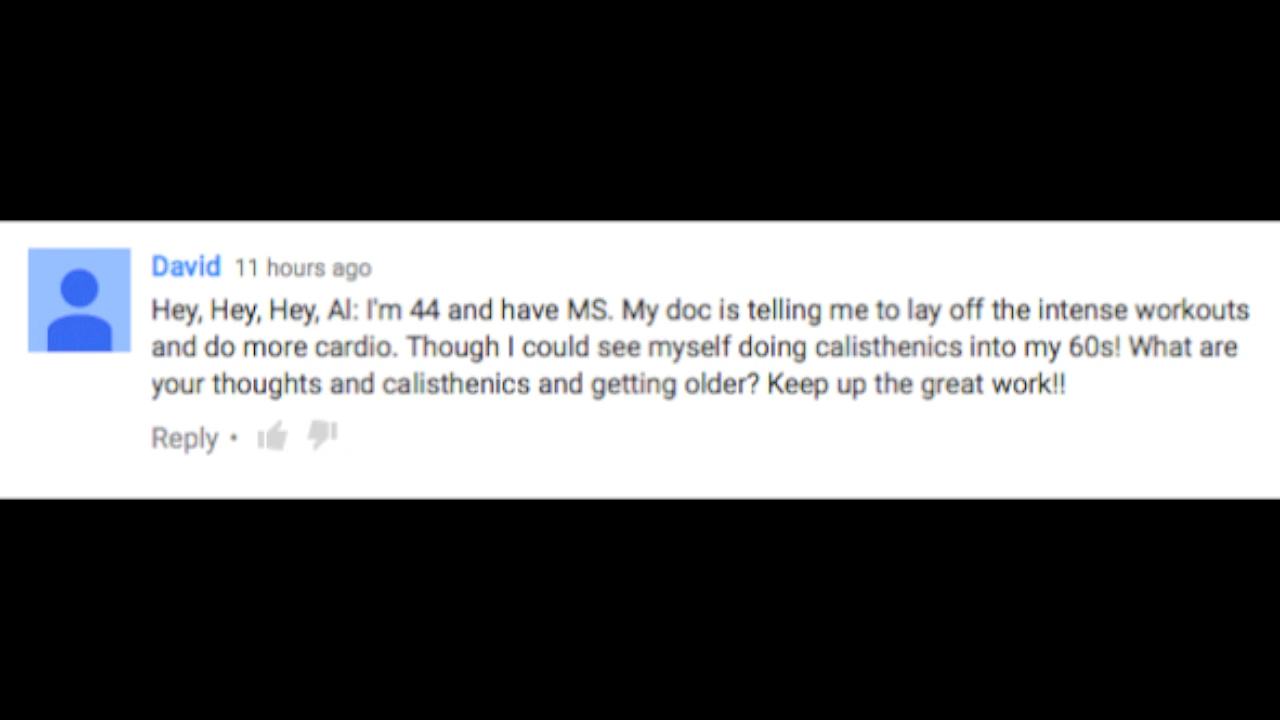 David 11 hours ago
Hey, Hey, Hey, Al: I'm 44 and have MS. My doc is telling me to lay off the intense workouts
and do more cardio. Though I could see myself doing calisthenics into my 60s! What are
your thoughts and calisthenics and getting older? Keep up the great work!!
Reply •